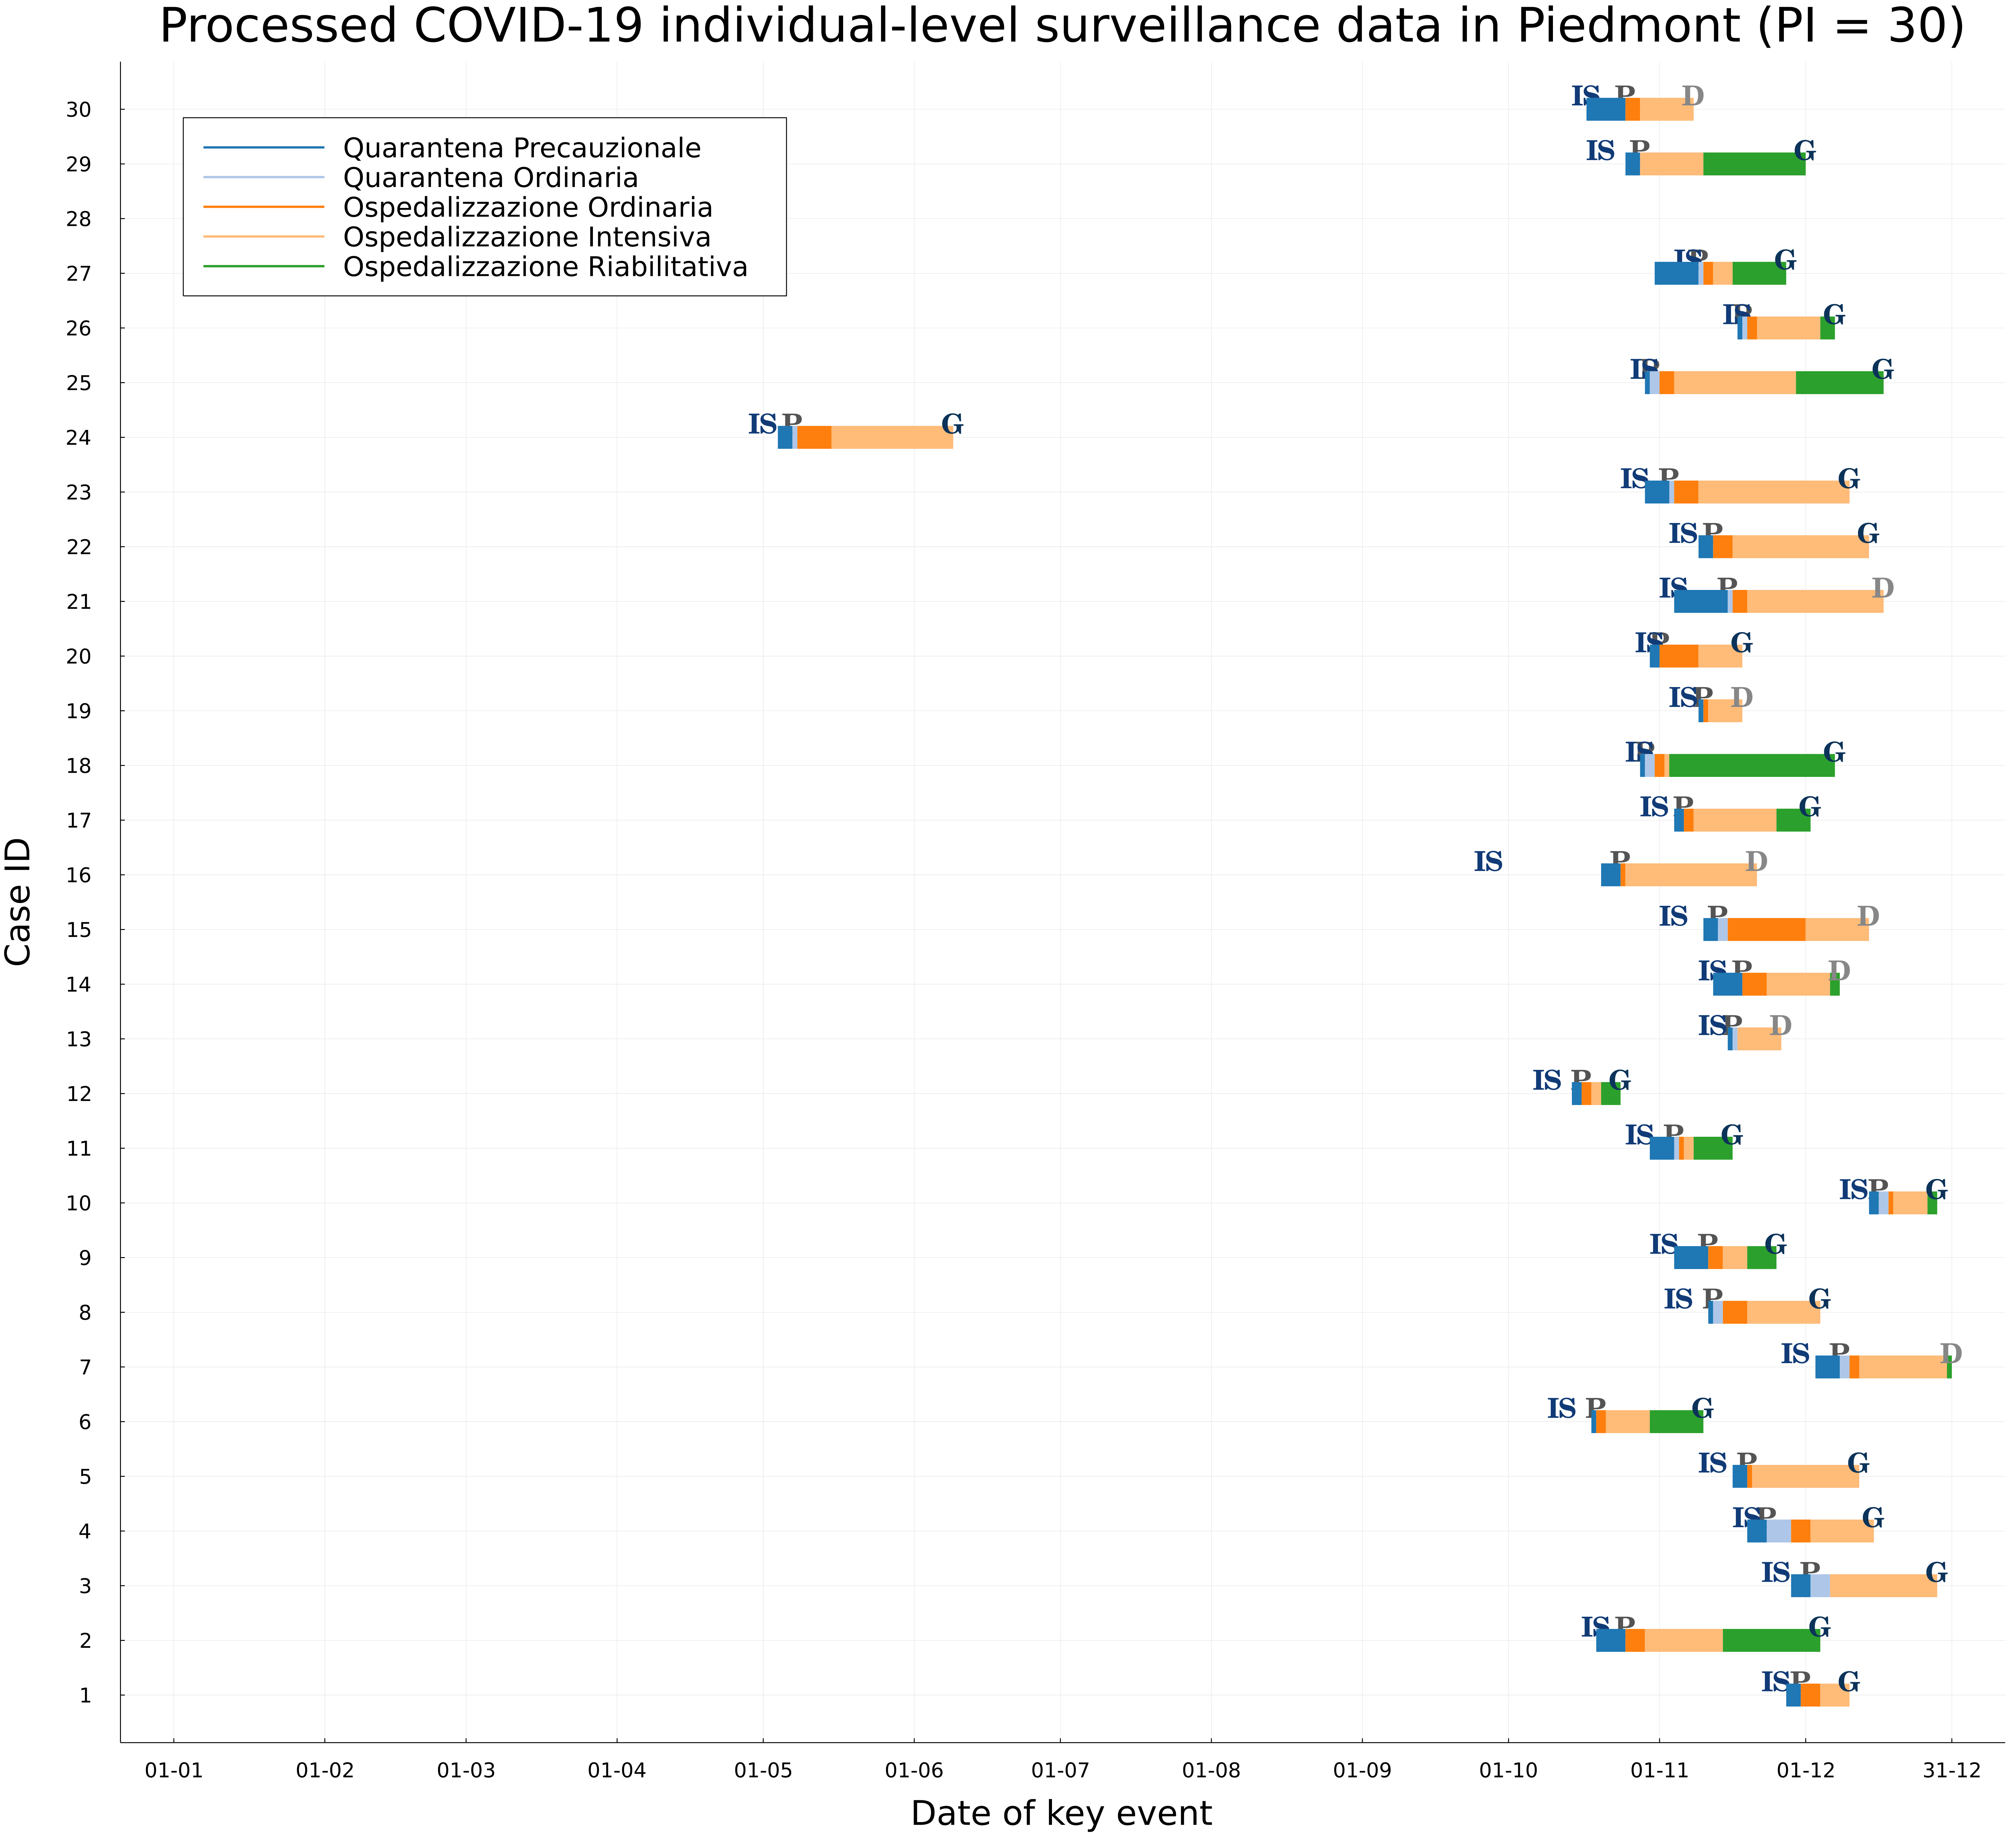 Processed COVID-19 individual-level surveillance data in Piedmont (PI = 30)
Quarantena Precauzionale
Quarantena Ordinaria
Ospedalizzazione Ordinaria
Ospedalizzazione Intensiva
Ospedalizzazione Riabilitativa
30 IS P D
29 IS P G
28
27 IS P G
26 IS P G
25 IS P G
24 IS P G
23 IS P G
22 IS P G
21 IS P D
20 IS P G
19 IS P D
18 IS P G
17 IS P G
16 IS P D
15 IS P D
14 IS P D
13 IS P D
12 IS P G
11 IS P G
10 IS P G
9 IS P G
8 IS P G
7 IS P D
6 IS P G
5 IS P G
4 IS P G
3 IS P G
2 IS P G
1 IS P G
Case ID
01-01 01-02 01-03 01-04 01-05 01-06 01-07 01-08 01-09 01-10 01-11 01-12 31-12
Date of key event